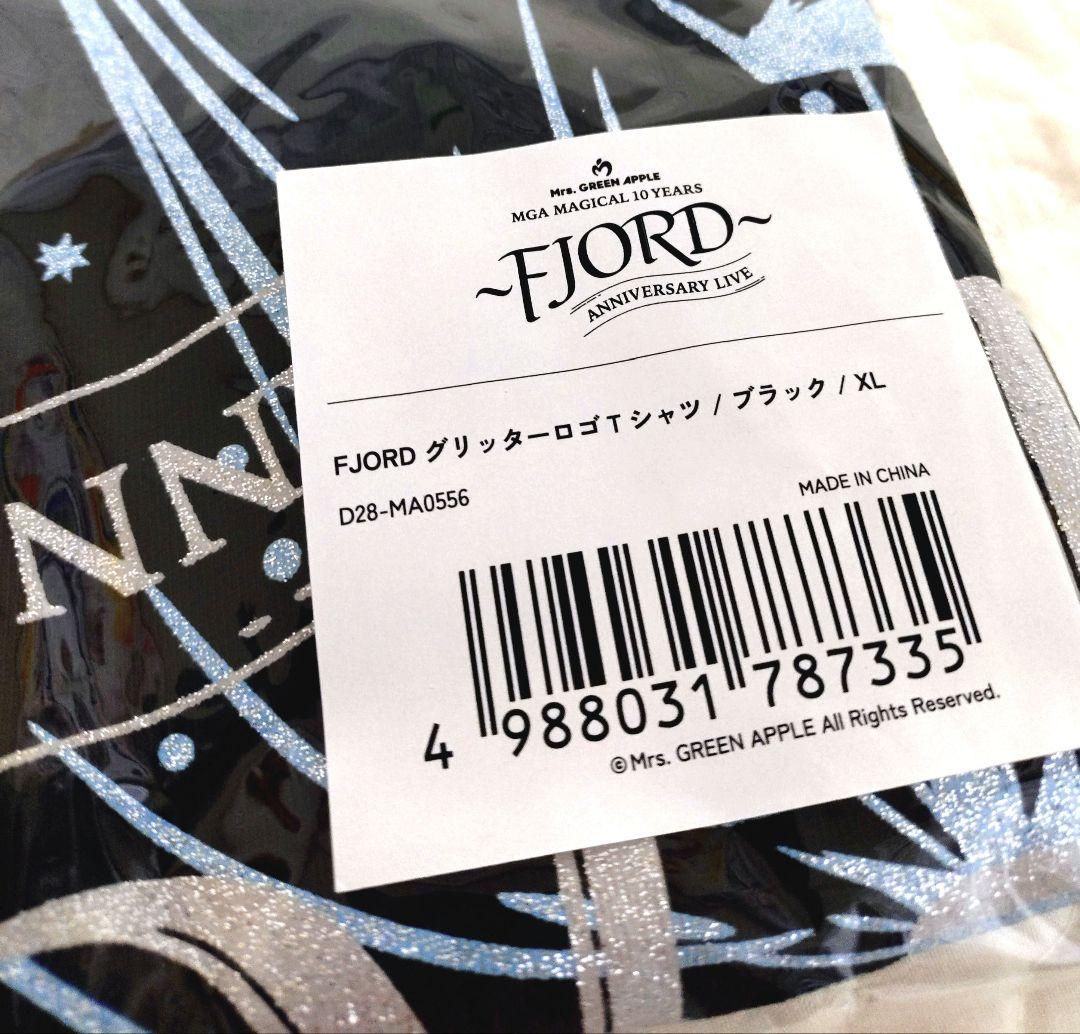 Mrs. GREEN APPLE
MGA MAGICAL 10 YEARS
~FJORD~
ANNIVERSARY LIVE
FJORD グリッターロゴTシャツ / ブラック / XL
D28-MA0556
MADE IN CHINA
4 988031 787335
©Mrs. GREEN APPLE All Rights Reserved.
NN